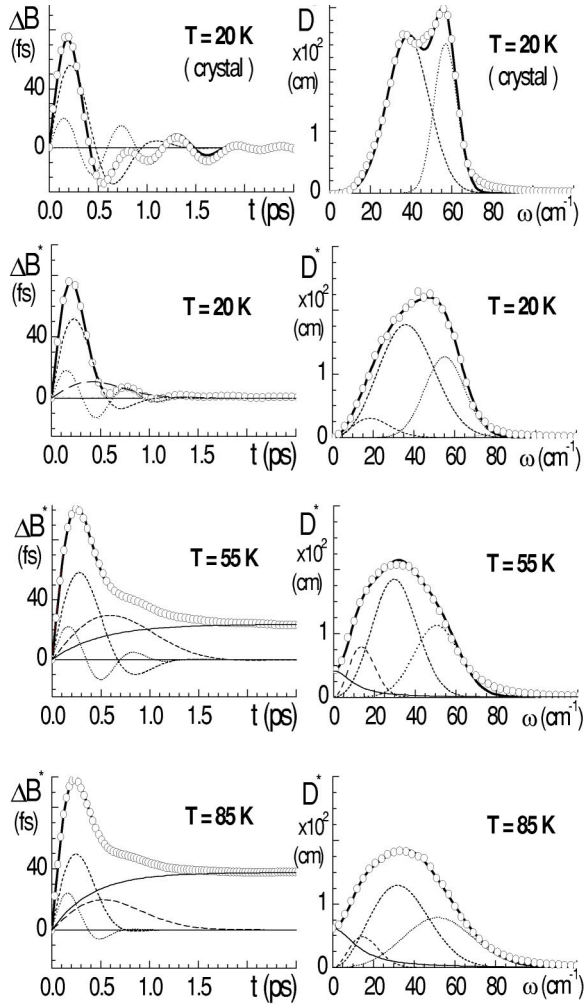 ΔB
(fs)
80
40
0
T = 20 K
( crystal )
0.0 0.5 1.0 1.5
t (ps)
D
x10²
(cm)
1
0
T = 20 K
( crystal )
0 20 40 60 80
ω (cm⁻¹)
ΔB*
(fs)
40
0
T = 20 K
0.0 0.5 1.0 1.5
t (ps)
D*
x10²
(cm)
1
0
T = 20 K
0 20 40 60 80
ω (cm⁻¹)
ΔB*
(fs)
40
0
T = 55 K
0.0 0.5 1.0 1.5
t (ps)
D*
x10²
(cm)
1
0
T = 55 K
0 20 40 60 80
ω (cm⁻¹)
ΔB*
(fs)
40
0
T = 85 K
0.0 0.5 1.0 1.5
t (ps)
D*
x10²
(cm)
1
0
T = 85 K
0 20 40 60 80
ω (cm⁻¹)